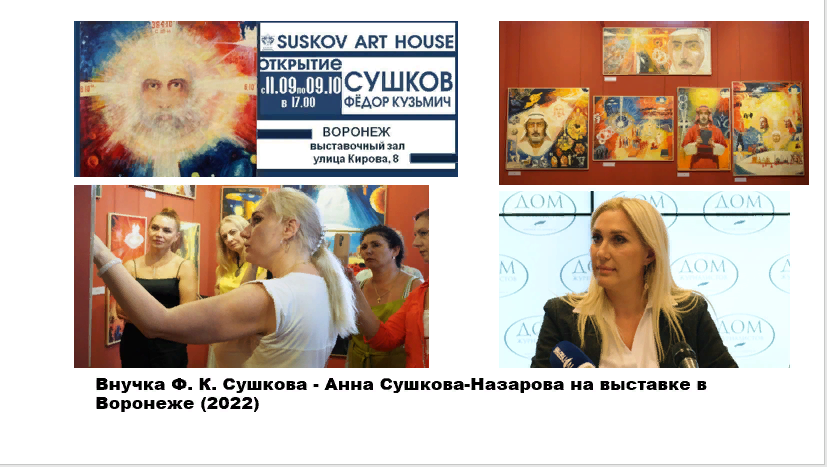 SUSKOV ART HOUSE
ОТКРЫТИЕ
с 11.09 по 09.10
в 17.00
СУШКОВ
ФЁДОР КУЗЬМИЧ
ВОРОНЕЖ
выставочный зал
улица Кирова, 8
ДОМ
ДОМ
ДОМ
ДОМ
ДОМ
Внучка Ф. К. Сушкова - Анна Сушкова-Назарова на выставке в
Воронеже (2022)